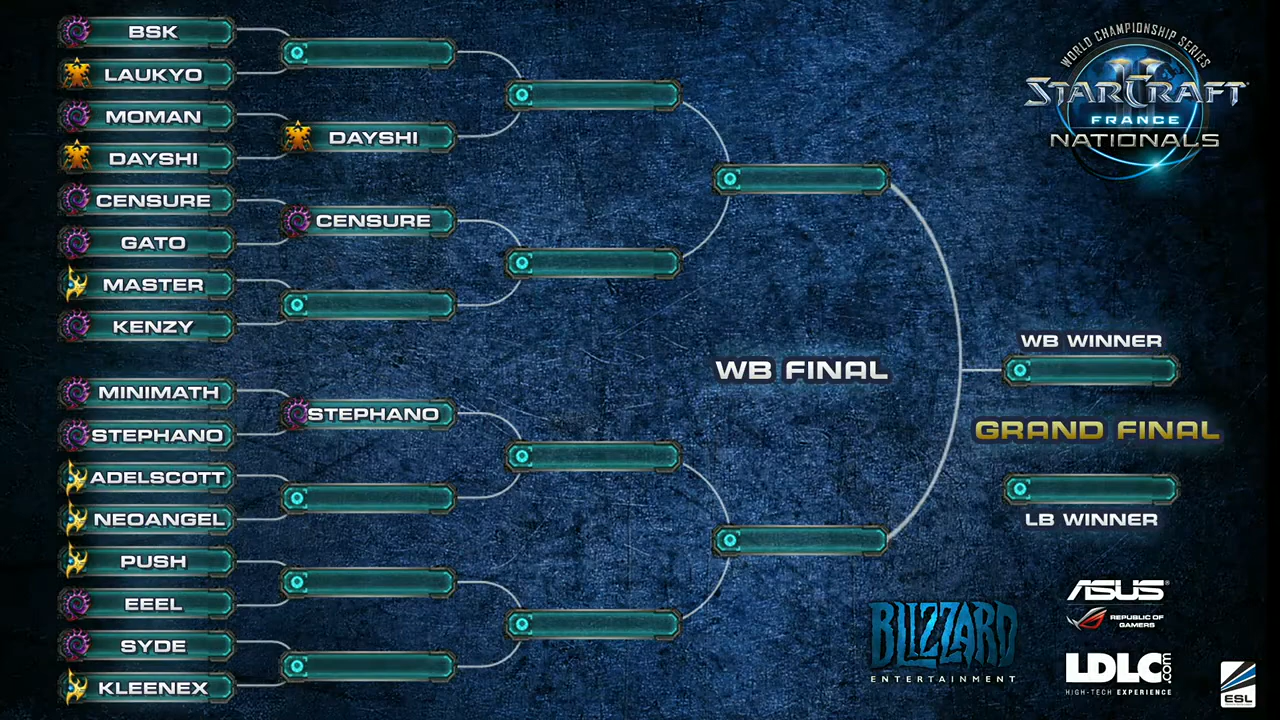 BSK
LAUKYO
MOMAN
DAYSHI
CENSURE
GATO
MASTER
KENZY
MINIMATH
STEPHANO
ADELSCOTT
NEOANGEL
PUSH
EEEL
SYDE
KLEENEX
DAYSHI
CENSURE
STEPHANO
WB FINAL
WORLD CHAMPIONSHIP SERIES
II
STARCRAFT
FRANCE
NATIONALS
WB WINNER
GRAND FINAL
LB WINNER
BLIZZARD
ENTERTAINMENT
ASUS
REPUBLIC OF
GAMERS
LDLC.com
HIGH-TECH EXPERIENCE
ESL